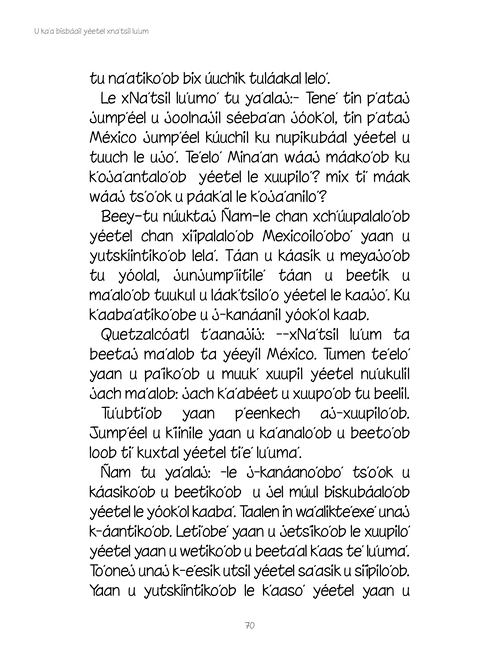 U ka'a bisbáail yéetel xna'tsil lu'um
tu na'atiko'ob bix úuchik tuláakal lelo'.
Le xNa'tsil lu'umo' tu ya'alaj:- Tene' tin p'ataj
jump'éel u joolnajil séeba'an jóok'ol, tin p'ataj
México jump'éel kúuchil ku nupikubáal yéetel u
tuuch le ujo'. Te'elo' Mina'an wáaj máako'ob ku
k'oja'antalo'ob yéetel le xuupilo'? mix ti' máak
wáaj ts'o'ok u páak'al le k'oja'anilo'?
Beey-tu núuktaj Ñam-le chan xch'úupalalo'ob
yéetel chan xiipalalo'ob Mexicoilo'obo' yaan u
yutskiintiko'ob lela'. Táan u káasik u meyajo'ob
tu yóolal, junjump'iitile' táan u beetik u
ma'alo'ob tuukul u láak'tsilo'o yéetel le kaajo'. Ku
k'aaba'atiko'obe u j-kanáanil yóok'ol kaab.
Quetzalcóatl t'aanajij: --xNa'tsil lu'um ta
beetaj ma'alob ta yéeyil México. Tumen te'elo'
yaan u pa'iko'ob u muuk' xuupil yéetel nu'ukulil
jach ma'alob: jach k'a'abéet u xuupo'ob tu beelil.
Tu'ubti'ob yaan p'eenkech aj-xuupilo'ob.
Jump'éel u k'iinile yaan u ka'analo'ob u beeto'ob
loob ti' kuxtal yéetel ti'e' lu'uma'.
Ñam tu ya'alaj: -le j-kanáano'obo' ts'o'ok u
káasiko'ob u beetiko'ob u jel múul biskubáalo'ob
yéetel le yóok'ol kaaba'. Taalen in wa'alikte'exe' unaj
k-áantiko'ob. Leti'obe' yaan u jetsiko'ob le xuupilo'
yéetel yaan u wetiko'ob u beeta'al k'aas te' lu'uma'.
To'onej unaj k-e'esik utsil yéetel sa'asik u siipilo'ob.
Yaan u yutskiintiko'ob le k'aaso' yéetel yaan u
70